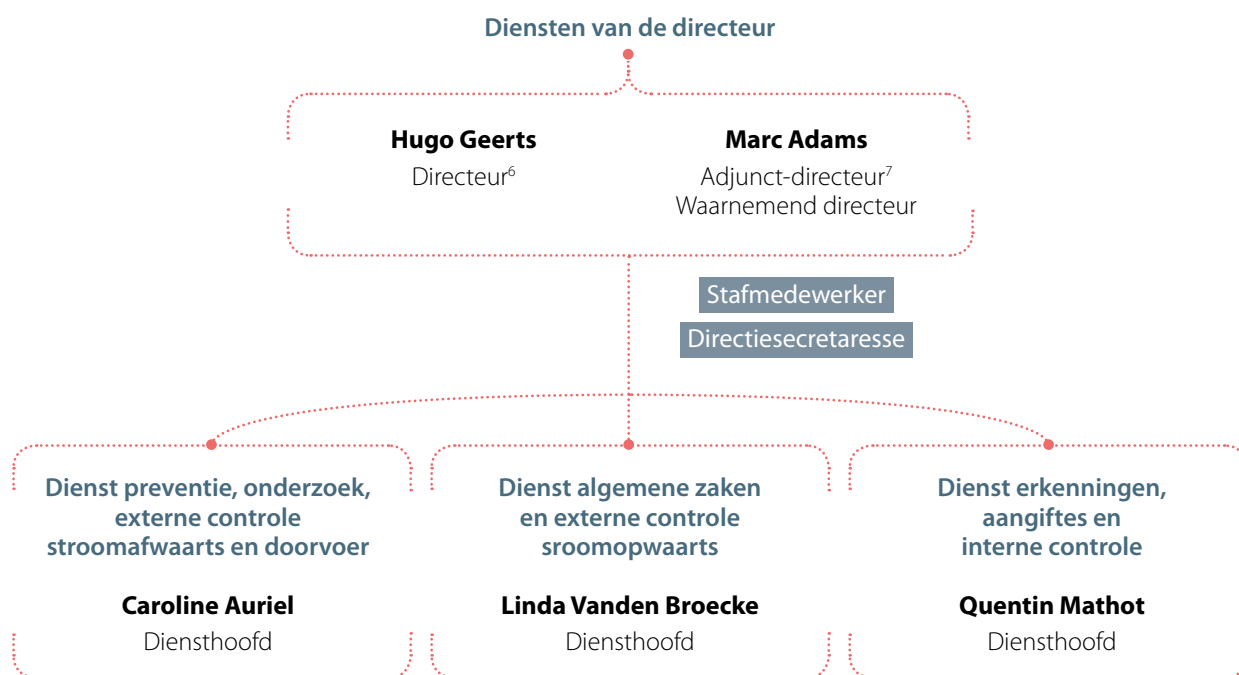 Diensten van de directeur
Hugo Geerts
Directeur⁶
Marc Adams
Adjunct-directeur⁷
Waarnemend directeur
Stafmedewerker
Directiesecretaresse
Dienst preventie, onderzoek,
externe controle
stroomafwaarts en doorvoer
Caroline Auriel
Diensthoofd
Dienst algemene zaken
en externe controle
sroomopwaarts
Linda Vanden Broecke
Diensthoofd
Dienst erkenningen,
aangiftes en
interne controle
Quentin Mathot
Diensthoofd